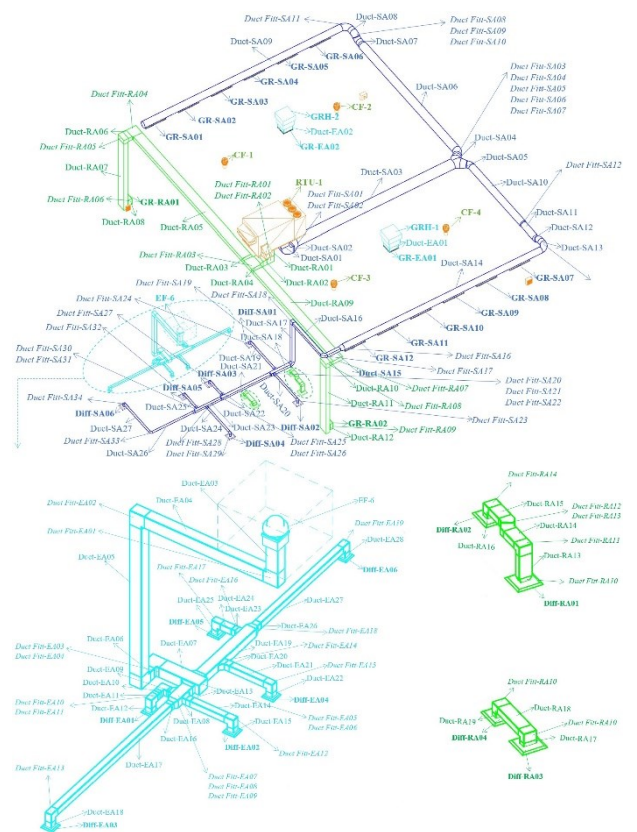 Duct Fitt-SA11
Duct-SA08
Duct Fitt-SA08
Duct Fitt-SA09
Duct Fitt-SA10
Duct-SA09
Duct-SA07
GR-SA06
GR-SA05
GR-SA04
GR-SA03
GR-SA02
GR-SA01
Duct-SA06
Duct Fitt-SA03
Duct Fitt-SA04
Duct Fitt-SA05
Duct Fitt-SA06
Duct Fitt-SA07
Duct Fitt-RA04
Duct-RA06
Duct Fitt-RA05
Duct-RA07
Duct Fitt-RA06
GR-RA01
Duct-RA08
GRH-2
CF-2
Duct-EA02
GR-EA02
CF-1
Duct-SA04
Duct-SA05
Duct Fitt-SA12
Duct-SA03
Duct Fitt-RA01
Duct Fitt-RA02
RTU-1
Duct Fitt-SA01
Duct Fitt-SA02
Duct-SA10
Duct-RA05
GRH-1
CF-4
Duct-SA11
Duct-SA12
Duct-SA13
Duct-EA01
GR-EA01
Duct-SA02
Duct-SA01
Duct-SA14
Duct Fitt-RA03
Duct-RA03
Duct-RA04
Duct-RA01
Duct-RA02
CF-3
GR-SA07
GR-SA08
GR-SA09
GR-SA10
GR-SA11
GR-SA12
Duct Fitt-SA19
Duct Fitt-SA18
Duct Fitt-SA24
EF-6
Duct Fitt-SA27
Duct Fitt-SA32
Diff-SA01
Duct-SA17
Duct-SA18
Duct-RA09
Duct-SA16
Duct Fitt-SA16
Duct Fitt-SA17
Duct Fitt-SA30
Duct Fitt-SA31
Duct-SA19
Duct-SA21
Diff-SA03
Diff-SA05
Duct-SA20
Duct-SA15
Duct-RA10
Duct Fitt-RA07
Duct Fitt-SA20
Duct Fitt-SA21
Duct Fitt-SA22
Duct-RA11
Duct Fitt-RA08
Duct Fitt-SA23
Duct Fitt-SA34
Diff-SA06
Duct-SA25
Duct-SA22
Duct-SA23
Duct-SA24
Diff-SA02
GR-RA02
Duct Fitt-RA09
Duct-RA12
Duct-SA27
Duct Fitt-SA33
Duct-SA26
Duct Fitt-SA28
Duct Fitt-SA29
Diff-SA04
Duct Fitt-SA25
Duct Fitt-SA26
Duct-EA03
Duct-EA04
Duct Fitt-EA02
EF-6
Duct Fitt-EA01
Duct-EA05
Duct Fitt-EA19
Duct-EA28
Diff-EA06
Duct Fitt-EA17
Duct Fitt-EA16
Duct-EA24
Duct-EA25
Duct-EA23
Diff-EA05
Duct-EA27
Duct-EA26
Duct Fitt-EA18
Duct-EA06
Duct-EA07
Duct-EA19
Duct Fitt-EA14
Duct-EA20
Duct Fitt-EA15
Duct-EA21
Duct-EA22
Duct Fitt-EA03
Duct Fitt-EA04
Duct-EA09
Duct-EA10
Duct-EA11
Duct Fitt-EA10
Duct Fitt-EA11
Duct-EA12
Diff-EA01
Duct-EA13
Duct-EA14
Diff-EA04
Duct-EA08
Duct-EA15
Duct Fitt-EA05
Duct Fitt-EA06
Duct-EA16
Diff-EA02
Duct Fitt-EA12
Duct-EA17
Duct Fitt-EA07
Duct Fitt-EA08
Duct Fitt-EA09
Duct Fitt-EA13
Duct-EA18
Diff-EA03
Duct Fitt-RA14
Duct-RA15
Duct Fitt-RA12
Duct Fitt-RA13
Diff-RA02
Duct-RA14
Duct-RA16
Duct Fitt-RA11
Duct-RA13
Duct Fitt-RA10
Diff-RA01
Duct Fitt-RA10
Duct-RA18
Duct-RA19
Duct Fitt-RA10
Diff-RA04
Duct-RA17
Diff-RA03